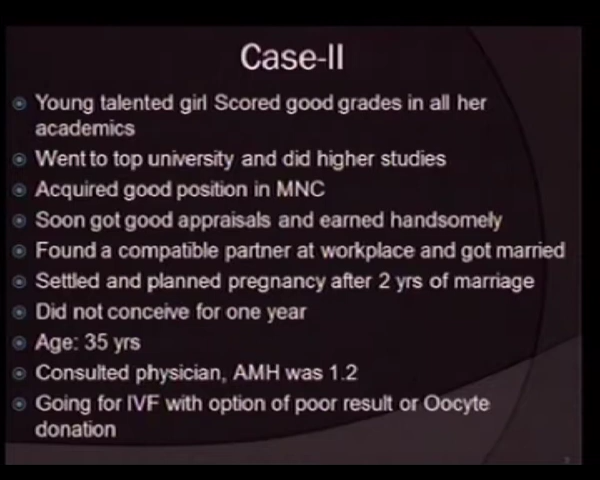 Case-II
Young talented girl Scored good grades in all her
academics
Went to top university and did higher studies
Acquired good position in MNC
Soon got good appraisals and earned handsomely
Found a compatible partner at workplace and got married
Settled and planned pregnancy after 2 yrs of marriage
Did not conceive for one year
Age: 35 yrs
Consulted physician, AMH was 1.2
Going for IVF with option of poor result or Oocyte
donation